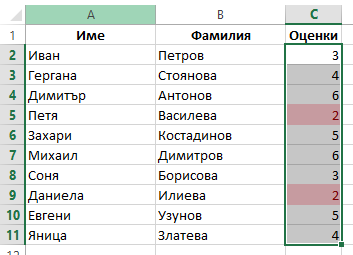 A B C
1 Име Фамилия Оценки
2 Иван Петров 3
3 Гергана Стоянова 4
4 Димитър Антонов 6
5 Петя Василева 2
6 Захари Костадинов 5
7 Михаил Димитров 6
8 Соня Борисова 3
9 Даниела Илиева 2
10 Евгени Узунов 5
11 Яница Златева 4